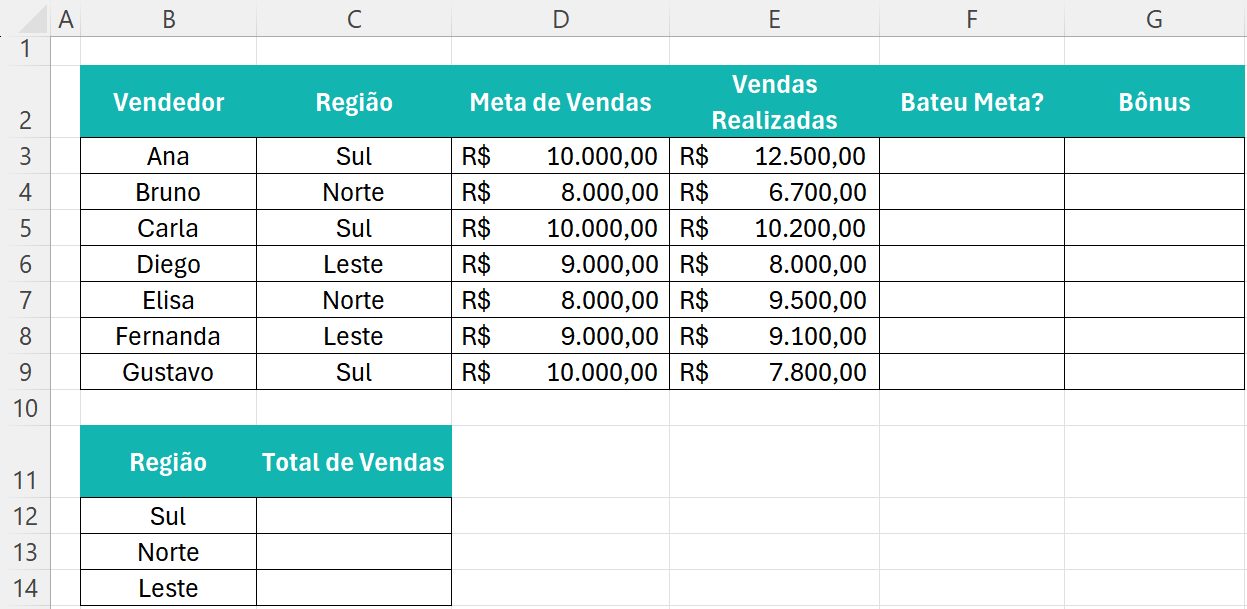 A B C D E F G
1
2 Vendedor Região Meta de Vendas Vendas Realizadas Bateu Meta? Bônus
3 Ana Sul R$ 10.000,00 R$ 12.500,00
4 Bruno Norte R$ 8.000,00 R$ 6.700,00
5 Carla Sul R$ 10.000,00 R$ 10.200,00
6 Diego Leste R$ 9.000,00 R$ 8.000,00
7 Elisa Norte R$ 8.000,00 R$ 9.500,00
8 Fernanda Leste R$ 9.000,00 R$ 9.100,00
9 Gustavo Sul R$ 10.000,00 R$ 7.800,00
10
11 Região Total de Vendas
12 Sul
13 Norte
14 Leste